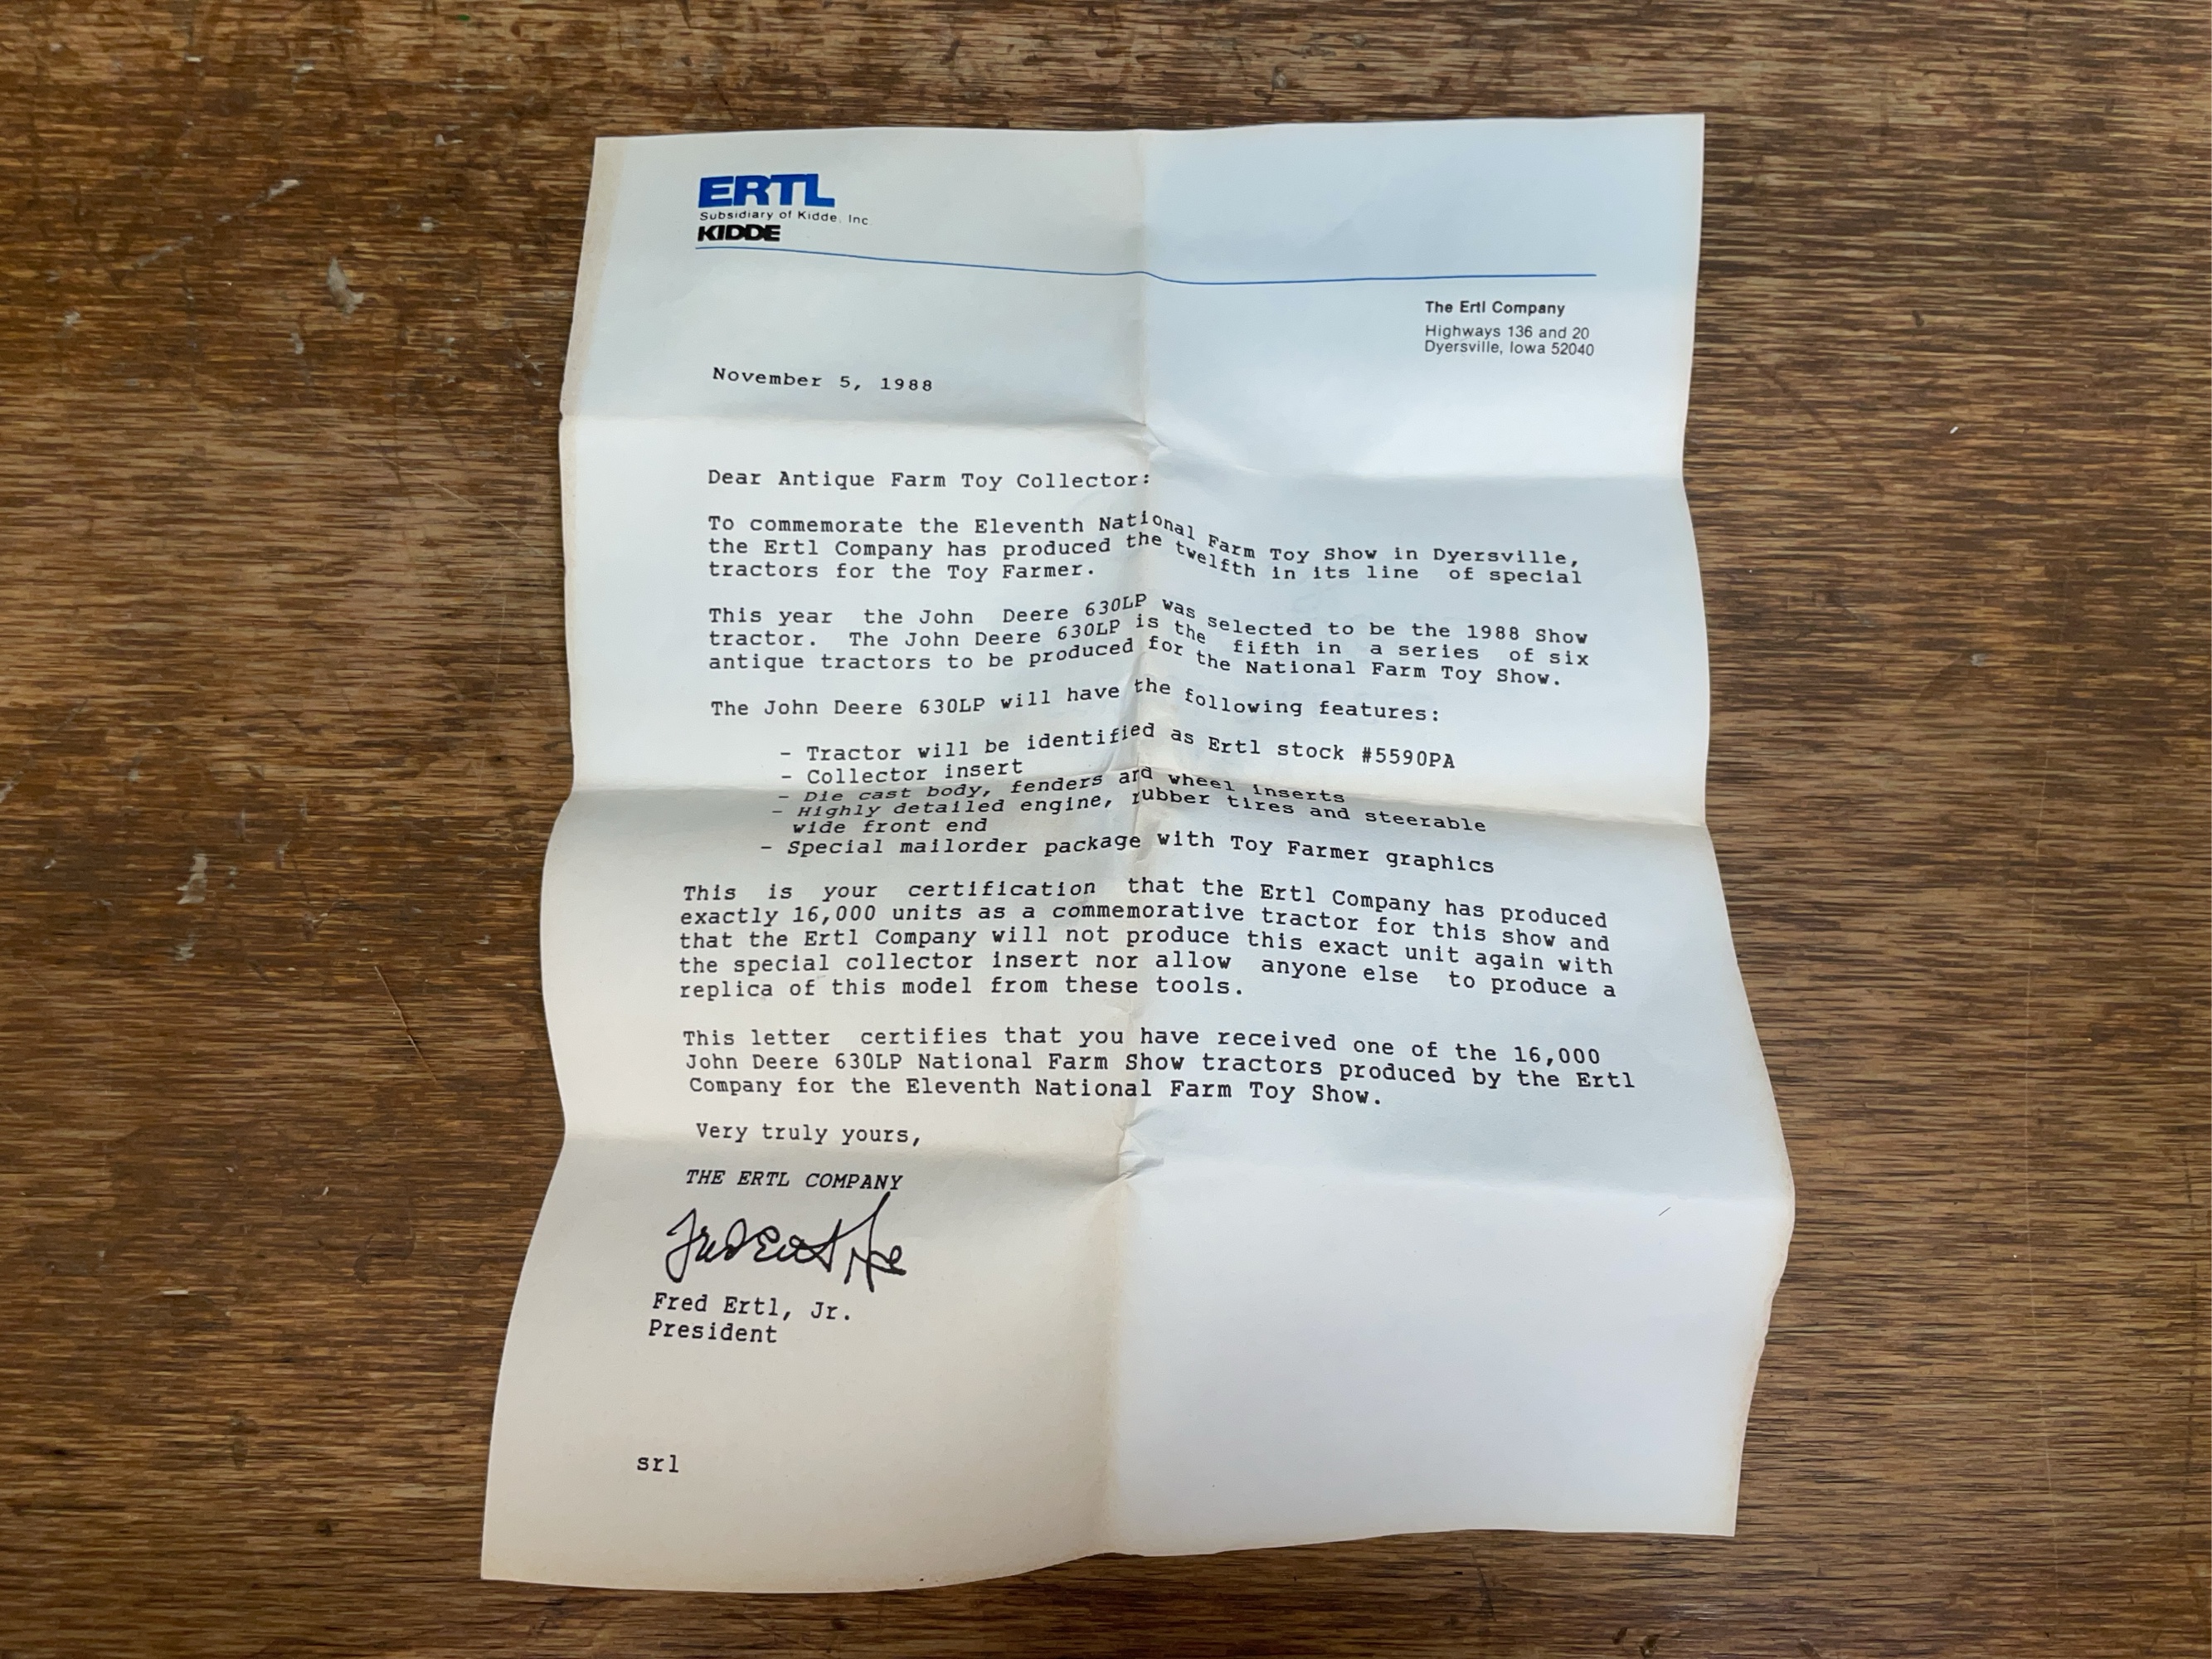 ERTL
Subsidiary of Kidde, Inc
KIDDE
The Ertl Company
Highways 136 and 20
Dyersville, Iowa 52040
November 5, 1988
Dear Antique Farm Toy Collector:
To commemorate the Eleventh National Farm Toy Show in Dyersville,
the Ertl Company has produced the twelfth in its line of special
tractors for the Toy Farmer.
This year the John Deere 630LP was selected to be the 1988 Show
tractor. The John Deere 630LP is the fifth in a series of six
antique tractors to be produced for the National Farm Toy Show.
The John Deere 630LP will have the following features:
- Tractor will be identified as Ertl stock #5590PA
- Collector insert
- Die cast body, fenders and wheel inserts
- Highly detailed engine, rubber tires and steerable
wide front end
- Special mailorder package with Toy Farmer graphics
This is your certification that the Ertl Company has produced
exactly 16,000 units as a commemorative tractor for this show and
that the Ertl Company will not produce this exact unit again with
the special collector insert nor allow anyone else to produce a
replica of this model from these tools.
This letter certifies that you have received one of the 16,000
John Deere 630LP National Farm Show tractors produced by the Ertl
Company for the Eleventh National Farm Toy Show.
Very truly yours,
THE ERTL COMPANY
Fred Ertl Jr
Fred Ertl, Jr.
President
srl